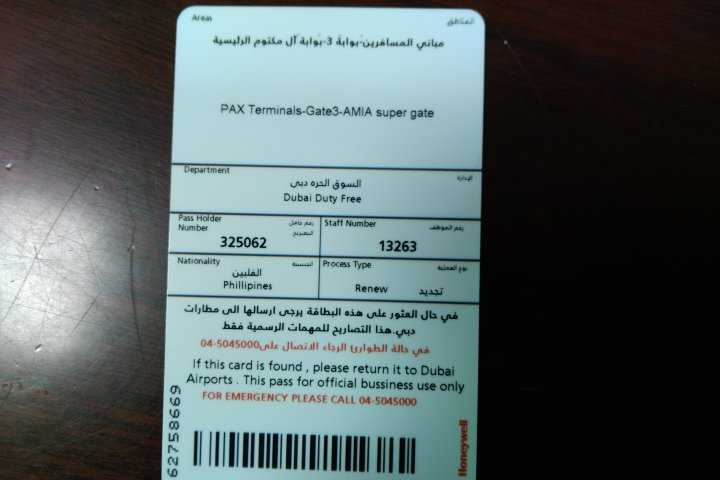 Areas المناطق
مباني المسافرين-بوابة 3-بوابة آل مكتوم الرئيسية
PAX Terminals-Gate3-AMIA super gate
Department الإدارة
السوق الحره دبى
Dubai Duty Free
Pass Holder Number رقم حامل التصريح
325062
Staff Number رقم الموظف
13263
Nationality الجنسية
الفلبين
Phillipines
Process Type نوع العملية
Renew تجديد
في حال العثور على هذه البطاقة يرجى ارسالها الى مطارات
دبي.هذا التصاريح للمهمات الرسمية فقط
في حالة الطوارئ الرجاء الاتصال على04-5045000
If this card is found , please return it to Dubai
Airports . This pass for official bussiness use only
FOR EMERGENCY PLEASE CALL 04-5045000
62758669
Honeywell